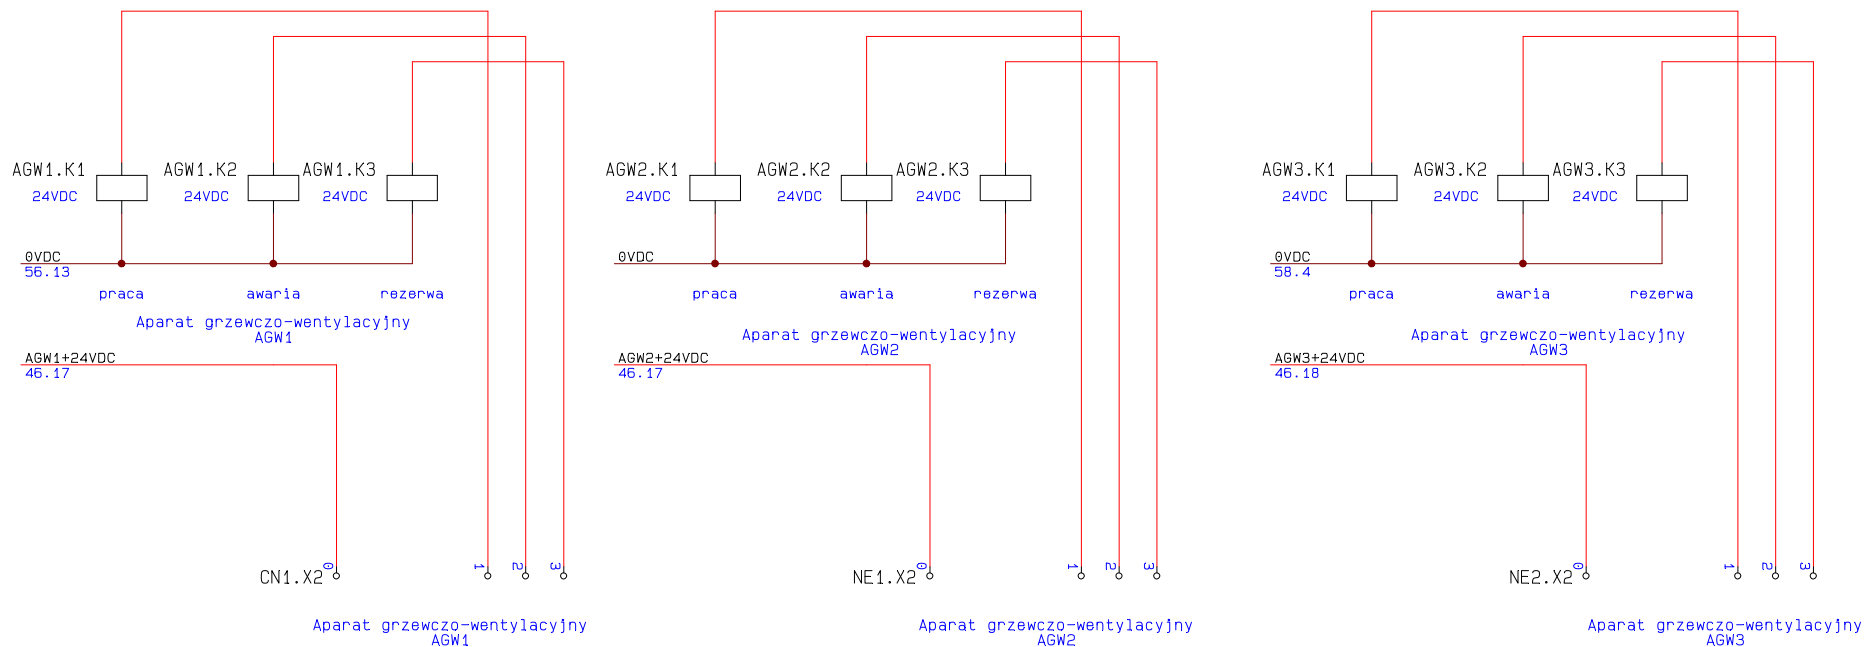 AGW1.K1
24VDC
AGW1.K2
24VDC
AGW1.K3
24VDC
0VDC
56.13
praca
awaria
rezerwa
Aparat grzewczo-wentylacyjny
AGW1
AGW1+24VDC
46.17
CN1.X2
0
1
2
3
Aparat grzewczo-wentylacyjny
AGW1
AGW2.K1
24VDC
AGW2.K2
24VDC
AGW2.K3
24VDC
0VDC
praca
awaria
rezerwa
Aparat grzewczo-wentylacyjny
AGW2
AGW2+24VDC
46.17
NE1.X2
0
1
2
3
Aparat grzewczo-wentylacyjny
AGW2
AGW3.K1
24VDC
AGW3.K2
24VDC
AGW3.K3
24VDC
0VDC
58.4
praca
awaria
rezerwa
Aparat grzewczo-wentylacyjny
AGW3
AGW3+24VDC
46.18
NE2.X2
0
1
2
3
Aparat grzewczo-wentylacyjny
AGW3